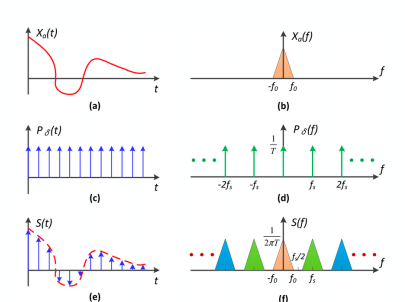 Xₐ(t)
t
(a)
Xₐ(f)
-f₀ f₀
f
(b)
P𝛿(t)
t
(c)
P𝛿(f)
1/T
-2fₛ -fₛ fₛ 2fₛ
f
(d)
S(t)
t
(e)
S(f)
1/2πT
fₛ/2
-f₀ f₀ fₛ
f
(f)